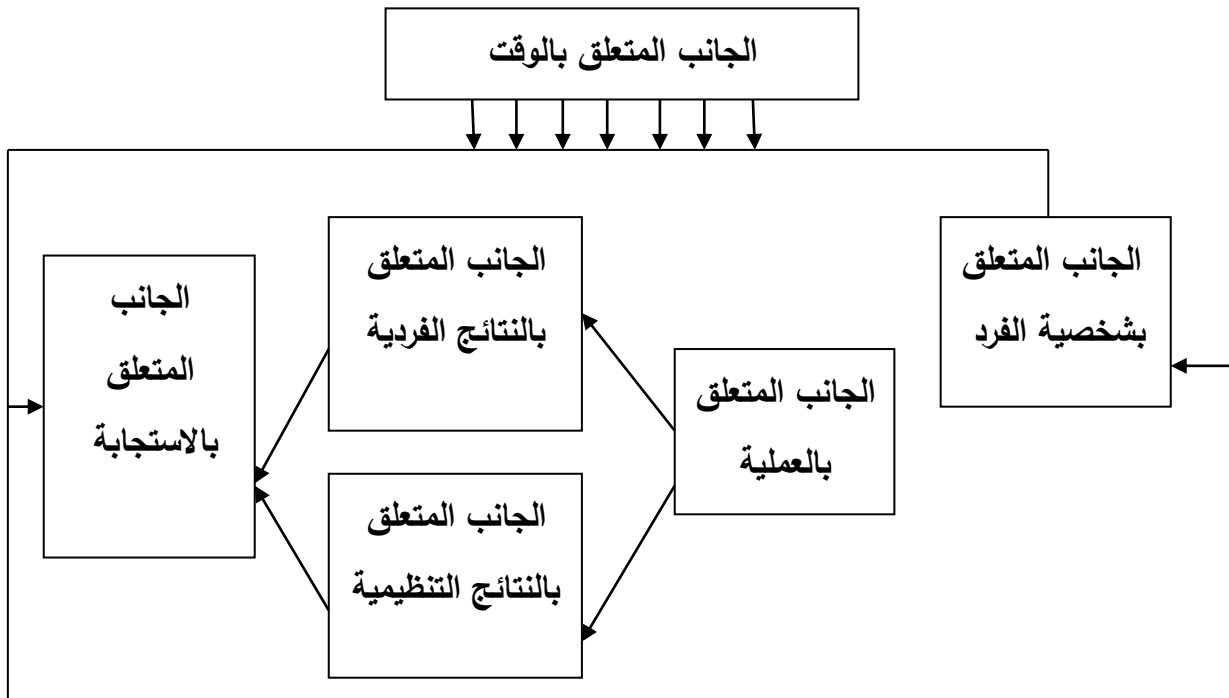 الجانب المتعلق بالوقت
الجانب المتعلق
بشخصية الفرد
الجانب المتعلق
بالعملية
الجانب المتعلق
بالنتائج الفردية
الجانب المتعلق
بالنتائج التنظيمية
الجانب
المتعلق
بالاستجابة